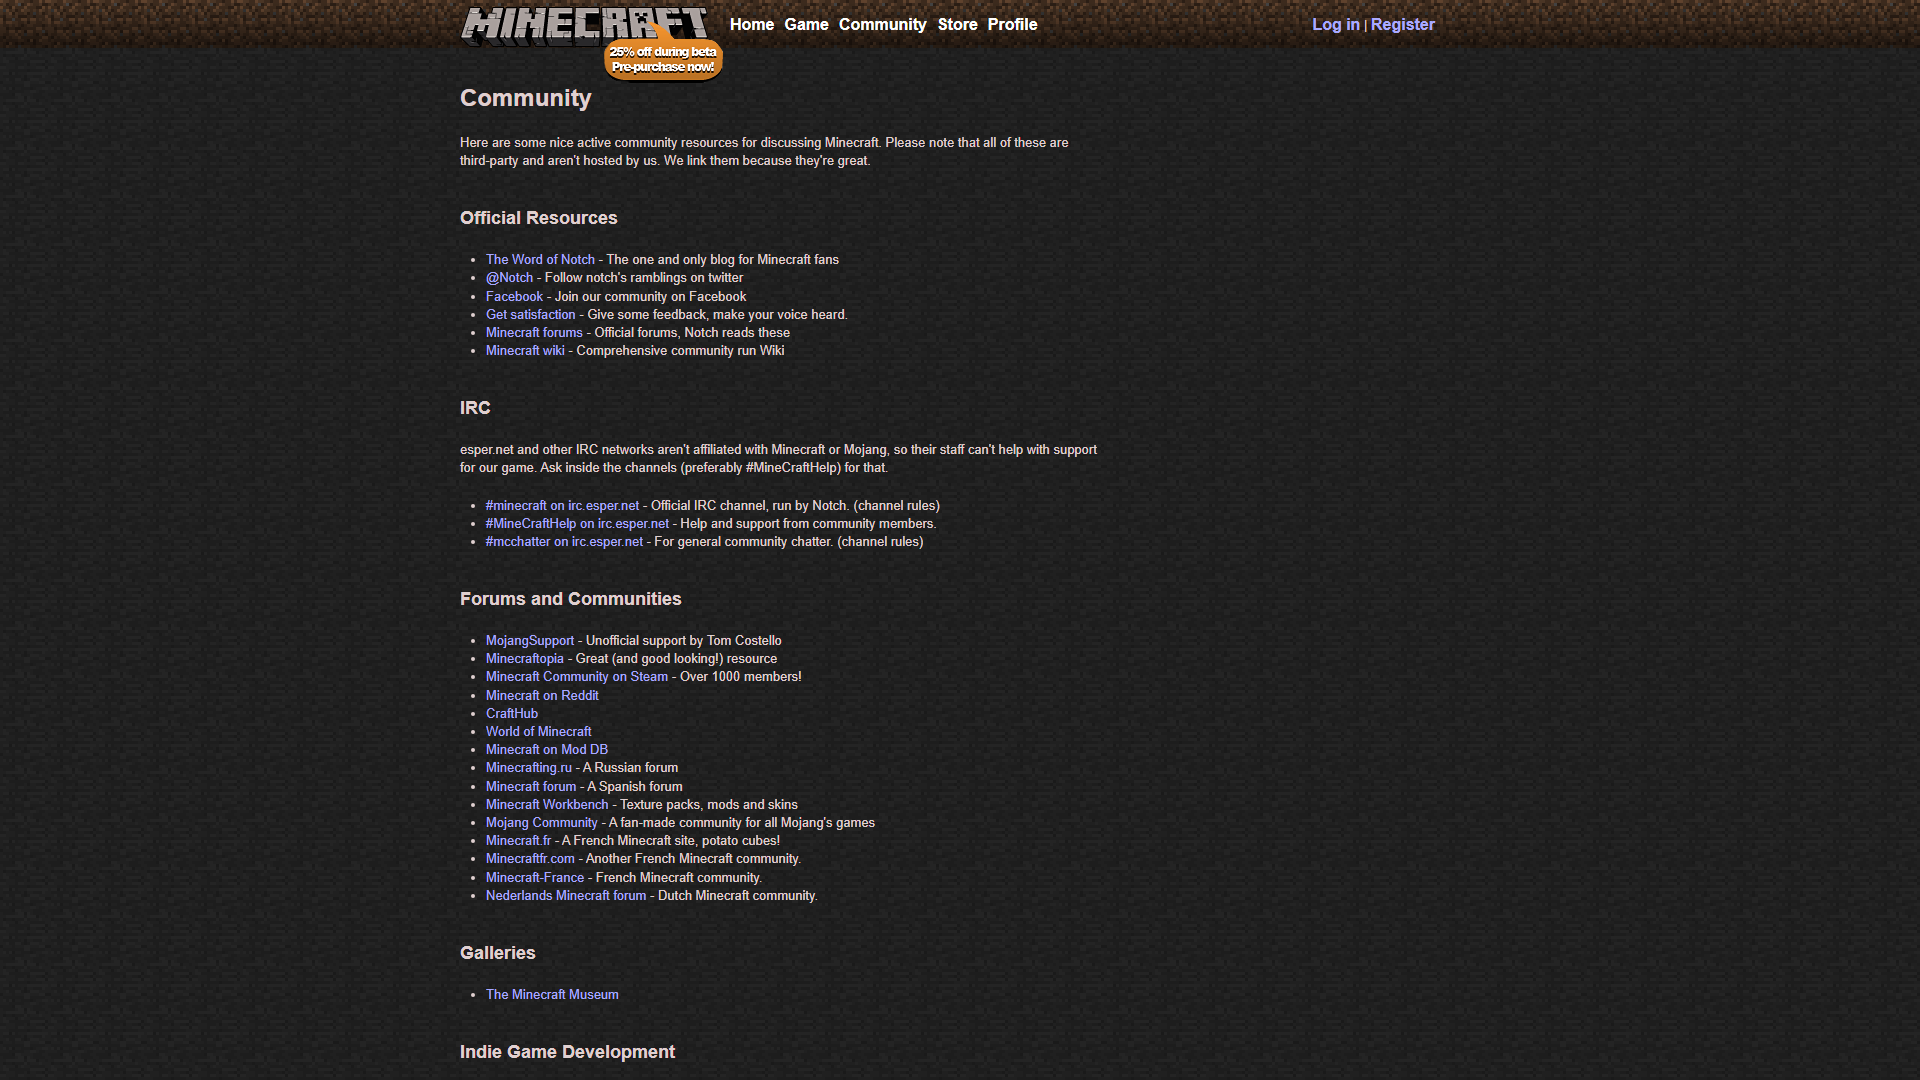 MINECRAFT
25% off during beta
Pre-purchase now!
Home Game Community Store Profile
Log in | Register
Community
Here are some nice active community resources for discussing Minecraft. Please note that all of these are
third-party and aren't hosted by us. We link them because they're great.
Official Resources
• The Word of Notch - The one and only blog for Minecraft fans
• @Notch - Follow notch's ramblings on twitter
• Facebook - Join our community on Facebook
• Get satisfaction - Give some feedback, make your voice heard.
• Minecraft forums - Official forums, Notch reads these
• Minecraft wiki - Comprehensive community run Wiki
IRC
esper.net and other IRC networks aren't affiliated with Minecraft or Mojang, so their staff can't help with support
for our game. Ask inside the channels (preferably #MineCraftHelp) for that.
• #minecraft on irc.esper.net - Official IRC channel, run by Notch. (channel rules)
• #MineCraftHelp on irc.esper.net - Help and support from community members.
• #mcchatter on irc.esper.net - For general community chatter. (channel rules)
Forums and Communities
• MojangSupport - Unofficial support by Tom Costello
• Minecraftopia - Great (and good looking!) resource
• Minecraft Community on Steam - Over 1000 members!
• Minecraft on Reddit
• CraftHub
• World of Minecraft
• Minecraft on Mod DB
• Minecrafting.ru - A Russian forum
• Minecraft forum - A Spanish forum
• Minecraft Workbench - Texture packs, mods and skins
• Mojang Community - A fan-made community for all Mojang's games
• Minecraft.fr - A French Minecraft site, potato cubes!
• Minecraftfr.com - Another French Minecraft community.
• Minecraft-France - French Minecraft community.
• Nederlands Minecraft forum - Dutch Minecraft community.
Galleries
• The Minecraft Museum
Indie Game Development